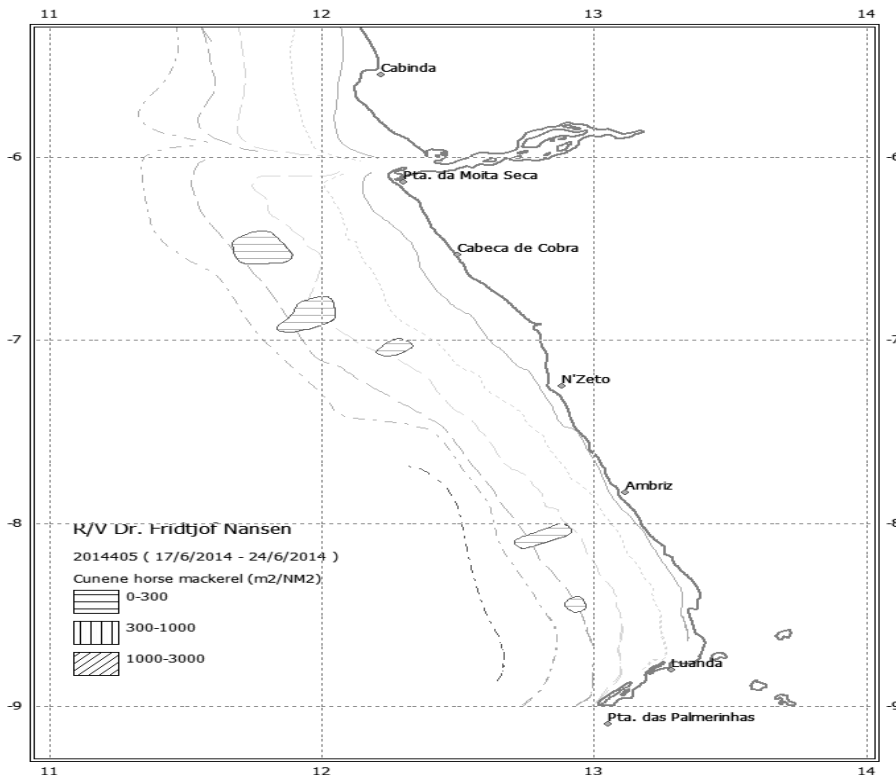 11 12 13 14
Cabinda
-6 -6
Pta. da Moita Seca
Cabeca de Cobra
-7 -7
N'Zeto
Ambriz
-8 -8
R/V Dr. Fridtjof Nansen
2014405 ( 17/6/2014 - 24/6/2014 )
Cunene horse mackerel (m2/NM2)
0-300
300-1000
1000-3000
Luanda
-9 -9
Pta. das Palmerinhas
11 12 13 14